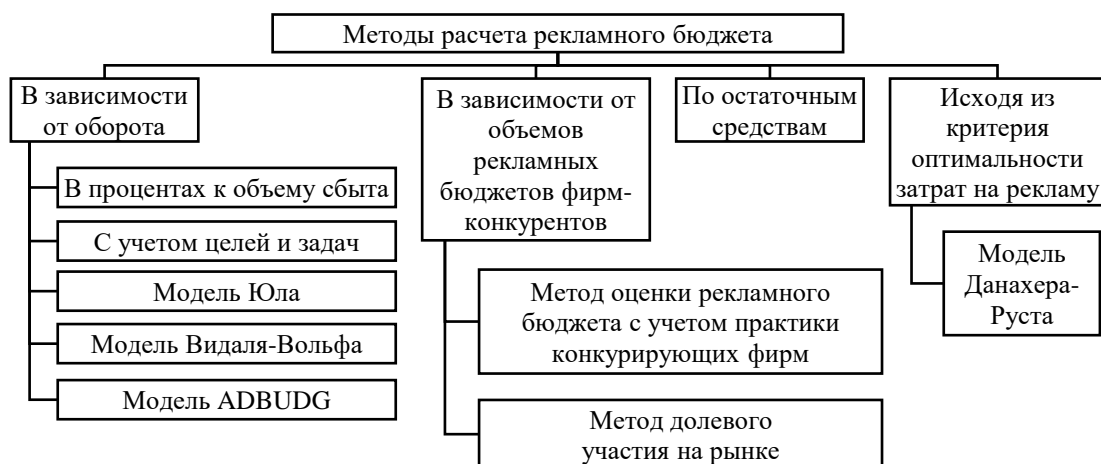 Методы расчета рекламного бюджета
В зависимости
от оборота
В процентах к объему сбыта
С учетом целей и задач
Модель Юла
Модель Видаля-Вольфа
Модель ADBUDG
В зависимости от
объемов
рекламных
бюджетов фирм-
конкурентов
Метод оценки рекламного
бюджета с учетом практики
конкурирующих фирм
Метод долевого
участия на рынке
По остаточным
средствам
Исходя из
критерия
оптимальности
затрат на рекламу
Модель
Данахера-
Руста